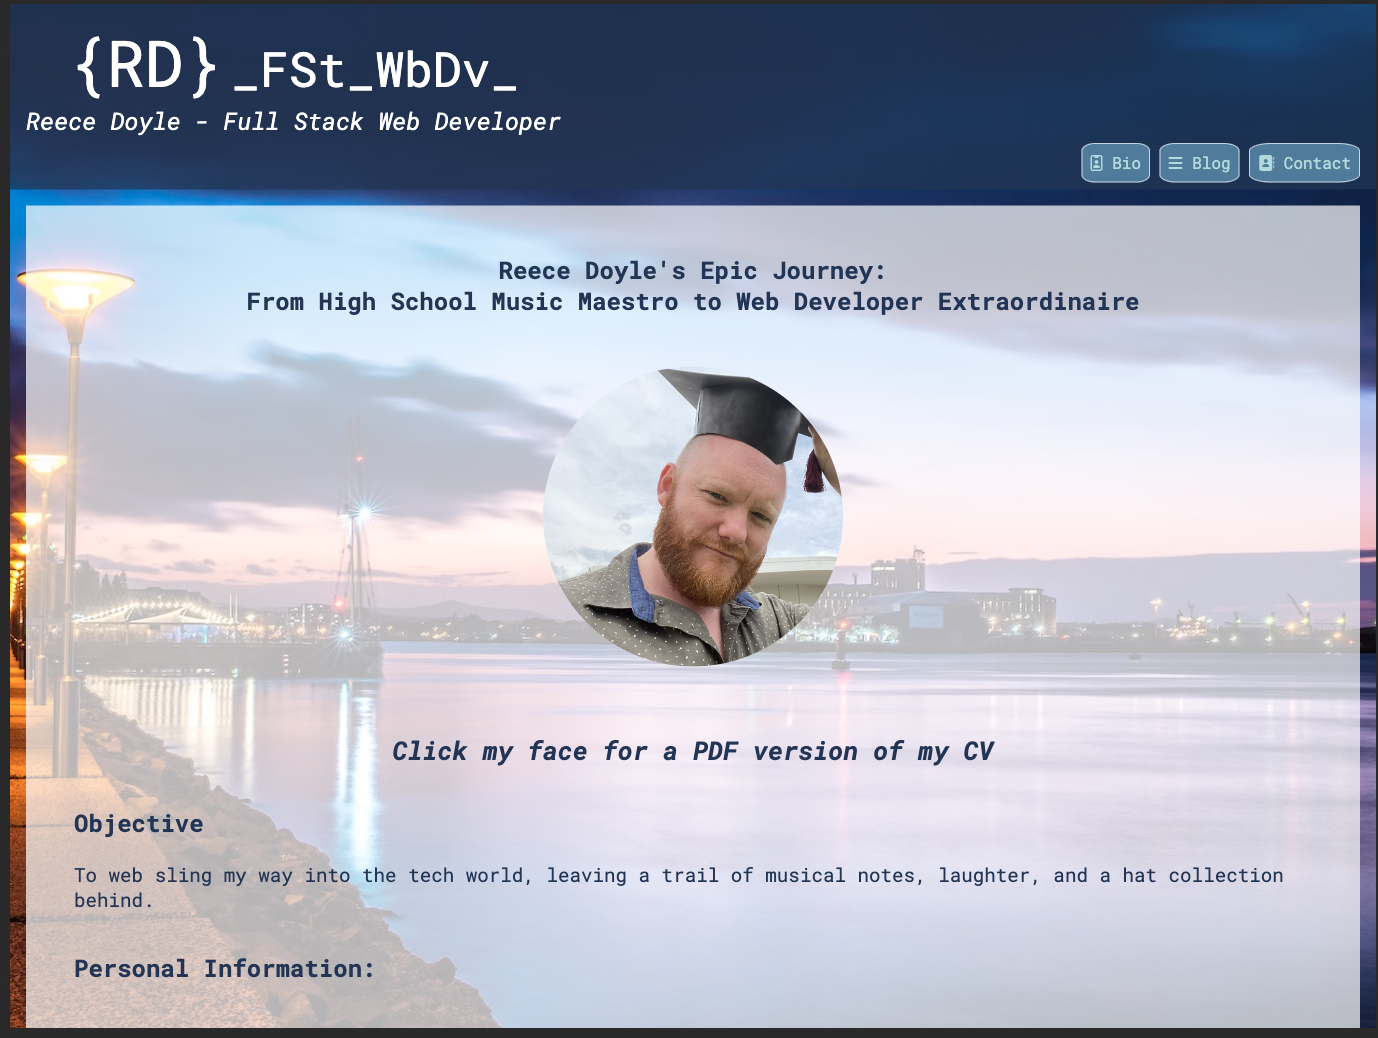 {RD}_FSt_WbDv_
Reece Doyle - Full Stack Web Developer
Bio
Blog
Contact
Reece Doyle's Epic Journey:
From High School Music Maestro to Web Developer Extraordinaire
Click my face for a PDF version of my CV
Objective
To web sling my way into the tech world, leaving a trail of musical notes, laughter, and a hat collection
behind.
Personal Information: